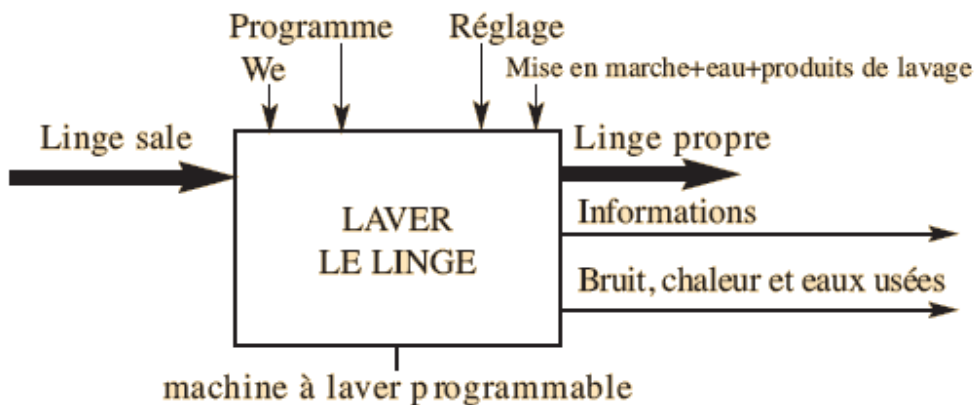 Programme
Réglage
We
Mise en marche+eau+produits de lavage
Linge sale
Linge propre
LAVER
LE LINGE
Informations
Bruit, chaleur et eaux usées
machine à laver programmable